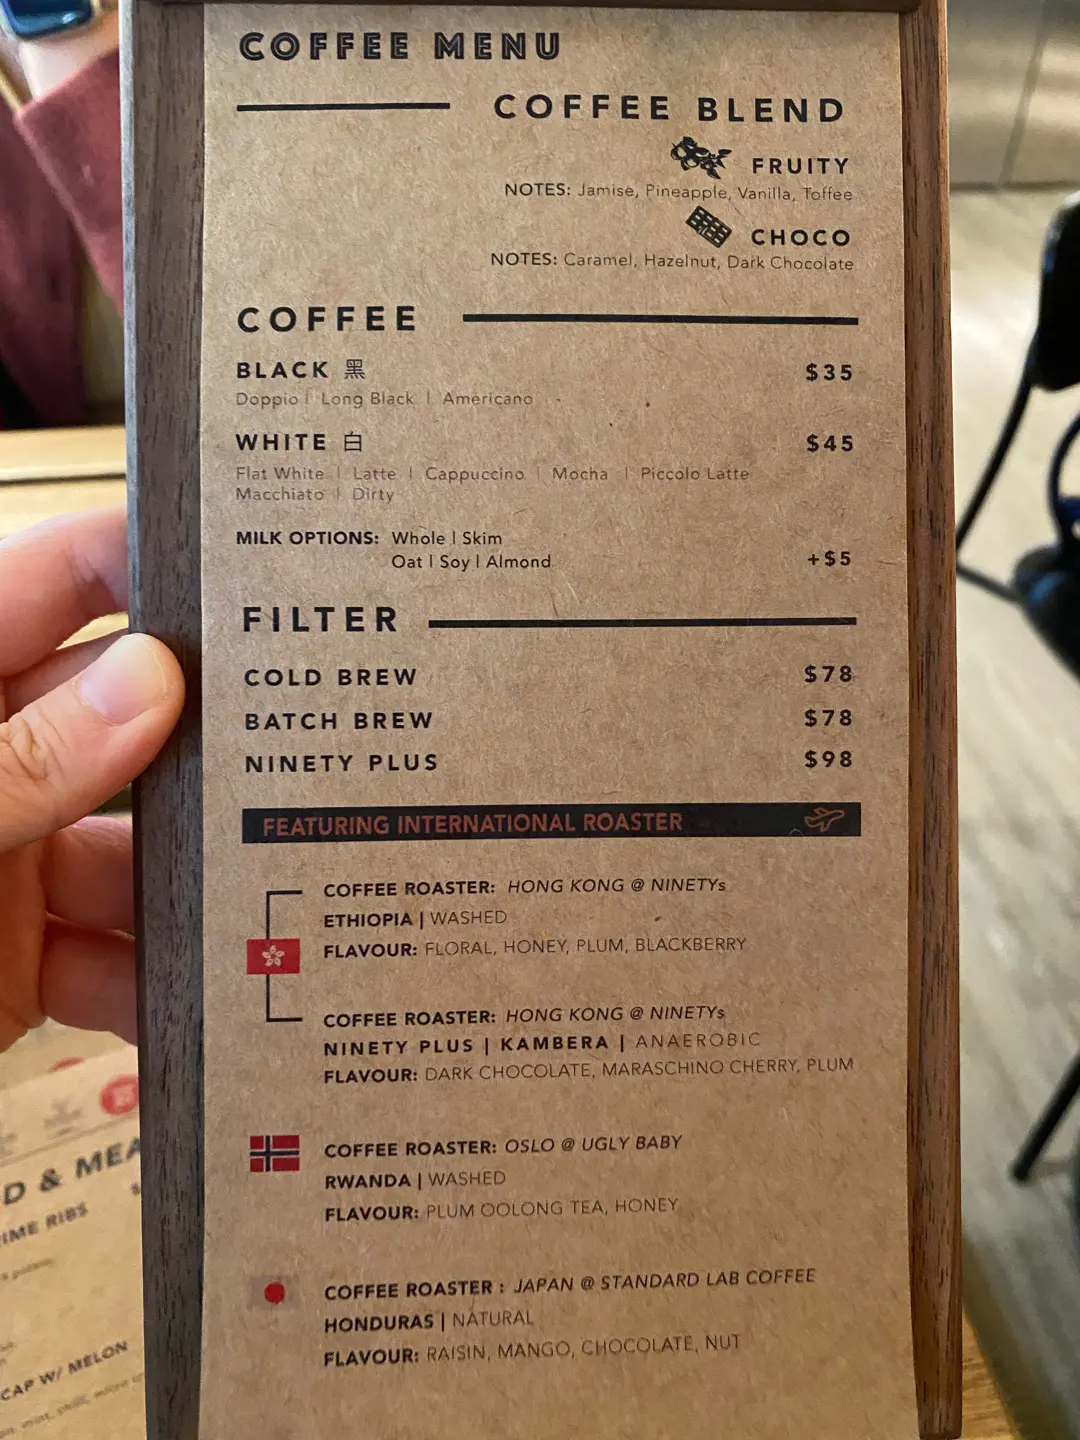 COFFEE MENU
COFFEE BLEND
FRUITY
NOTES: Jamise, Pineapple, Vanilla, Toffee
CHOCO
NOTES: Caramel, Hazelnut, Dark Chocolate
COFFEE
BLACK 黑 $35
Doppio | Long Black | Americano
WHITE 白 $45
Flat White | Latte | Cappuccino | Mocha | Piccolo Latte
Macchiato | Dirty
MILK OPTIONS: Whole | Skim
Oat | Soy | Almond +$5
FILTER
COLD BREW $78
BATCH BREW $78
NINETY PLUS $98
FEATURING INTERNATIONAL ROASTER
COFFEE ROASTER: HONG KONG @ NINETYs
ETHIOPIA | WASHED
FLAVOUR: FLORAL, HONEY, PLUM, BLACKBERRY
COFFEE ROASTER: HONG KONG @ NINETYs
NINETY PLUS | KAMBERA | ANAEROBIC
FLAVOUR: DARK CHOCOLATE, MARASCHINO CHERRY, PLUM
COFFEE ROASTER: OSLO @ UGLY BABY
RWANDA | WASHED
FLAVOUR: PLUM OOLONG TEA, HONEY
COFFEE ROASTER : JAPAN @ STANDARD LAB COFFEE
HONDURAS | NATURAL
FLAVOUR: RAISIN, MANGO, CHOCOLATE, NUT
D & MEA
IME RIBS
CAP W/ MELON